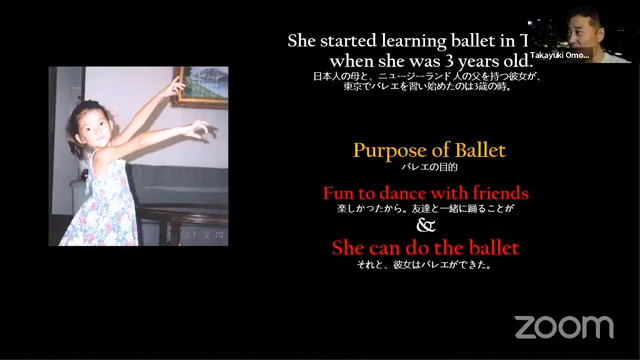 She started learning ballet in
when she was 3 years old.
日本人の母と、ニュージーランド人の父を持つ彼女が、
東京でバレエを習い始めたのは3歳の時。
Takayuki Omo...
Purpose of Ballet
バレエの目的
Fun to dance with friends
楽しかったから。友達と一緒に踊ることが
&
She can do the ballet
それと、彼女はバレエができた。
zoom